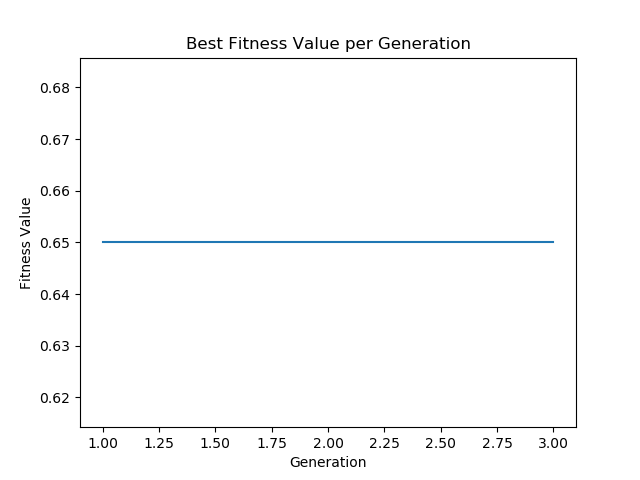 Best Fitness Value per Generation
0.68
0.67
0.66
0.65
0.64
0.63
0.62
Fitness Value
1.00 1.25 1.50 1.75 2.00 2.25 2.50 2.75 3.00
Generation